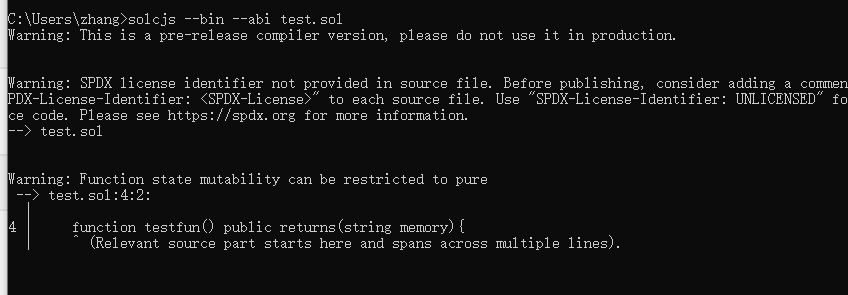 C:\Users\zhang>solcjs --bin --abi test.sol
Warning: This is a pre-release compiler version, please do not use it in production.
Warning: SPDX license identifier not provided in source file. Before publishing, consider adding a commen
PDX-License-Identifier: <SPDX-License>" to each source file. Use "SPDX-License-Identifier: UNLICENSED" fo
ce code. Please see https://spdx.org for more information.
--> test.sol
Warning: Function state mutability can be restricted to pure
 --> test.sol:4:2:
  |
4 |     function testfun() public returns(string memory){
  |     ^ (Relevant source part starts here and spans across multiple lines).